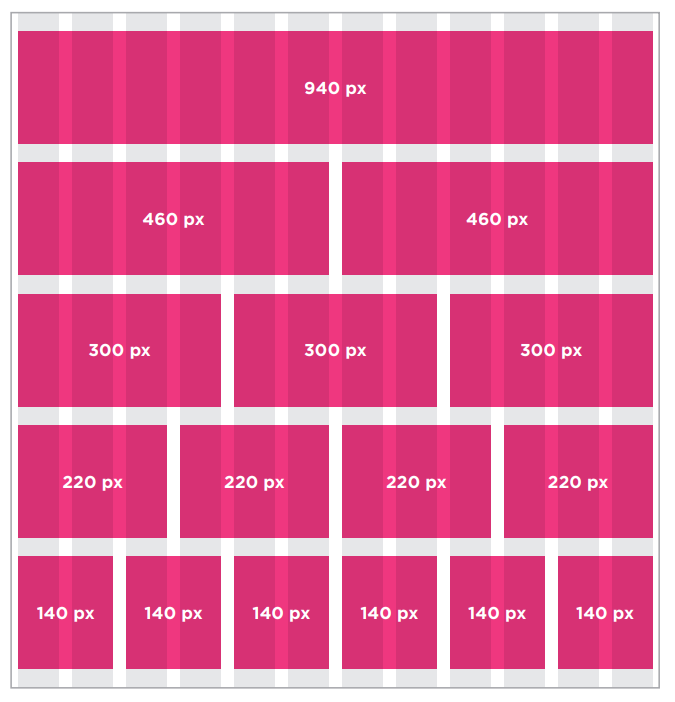 940 px
460 px 460 px
300 px 300 px 300 px
220 px 220 px 220 px 220 px
140 px 140 px 140 px 140 px 140 px 140 px